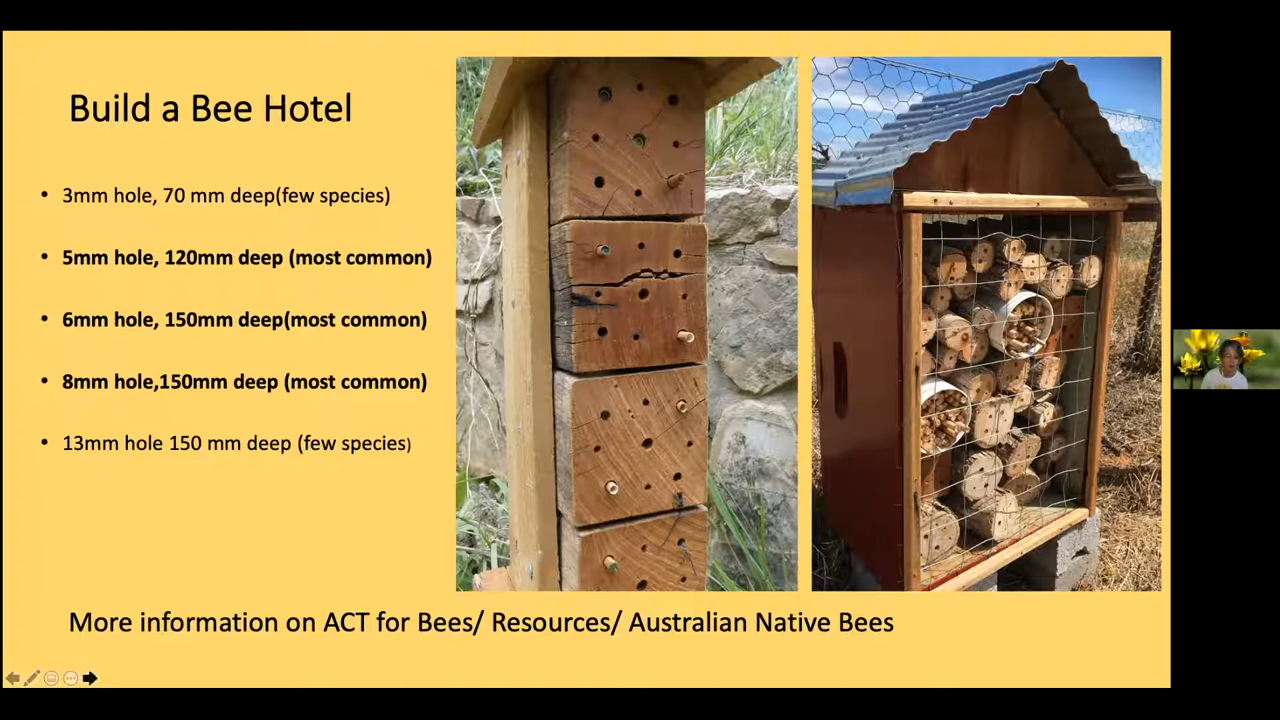 Build a Bee Hotel
• 3mm hole, 70 mm deep(few species)
• 5mm hole, 120mm deep (most common)
• 6mm hole, 150mm deep(most common)
• 8mm hole,150mm deep (most common)
• 13mm hole 150 mm deep (few species)
More information on ACT for Bees/ Resources/ Australian Native Bees